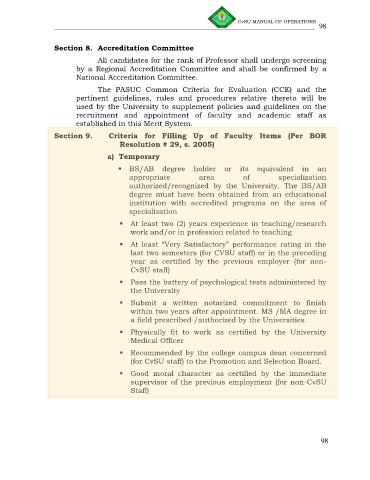 CvSU MANUAL OF OPERATIONS
98
Section 8. Accreditation Committee
All candidates for the rank of Professor shall undergo screening
by a Regional Accreditation Committee and shall be confirmed by a
National Accreditation Committee.
The PASUC Common Criteria for Evaluation (CCE) and the
pertinent guidelines, rules and procedures relative thereto will be
used by the University to supplement policies and guidelines on the
recruitment and appointment of faculty and academic staff as
established in this Merit System.
Section 9. Criteria for Filling Up of Faculty Items (Per BOR
Resolution # 29, s. 2005)
a) Temporary
▪ BS/AB degree holder or its equivalent in an
appropriate area of specialization
authorized/recognized by the University. The BS/AB
degree must have been obtained from an educational
institution with accredited programs on the area of
specialization
▪ At least two (2) years experience in teaching/research
work and/or in profession related to teaching
▪ At least “Very Satisfactory” performance rating in the
last two semesters (for CVSU staff) or in the preceding
year as certified by the previous employer (for non-
CvSU staff)
▪ Pass the battery of psychological tests administered by
the University
▪ Submit a written notarized commitment to finish
within two years after appointment. MS /MA degree in
a field prescribed /authorized by the Universities.
▪ Physically fit to work as certified by the University
Medical Officer
▪ Recommended by the college campus dean concerned
(for CvSU staff) to the Promotion and Selection Board.
▪ Good moral character as certified by the immediate
supervisor of the previous employment (for non-CvSU
Staff)
98